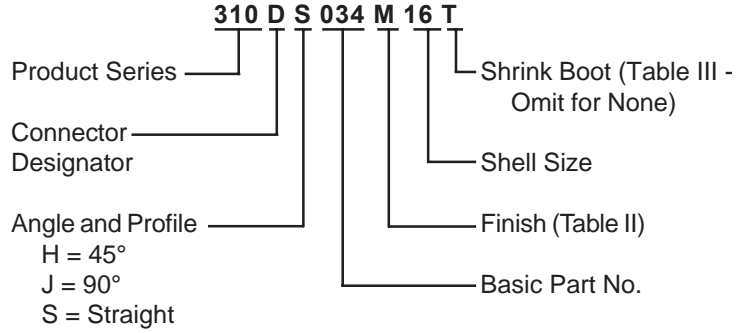 310 D S 034 M 16 T
Product Series
Connector
Designator
Angle and Profile
H = 45°
J = 90°
S = Straight
Shrink Boot (Table III -
Omit for None)
Shell Size
Finish (Table II)
Basic Part No.